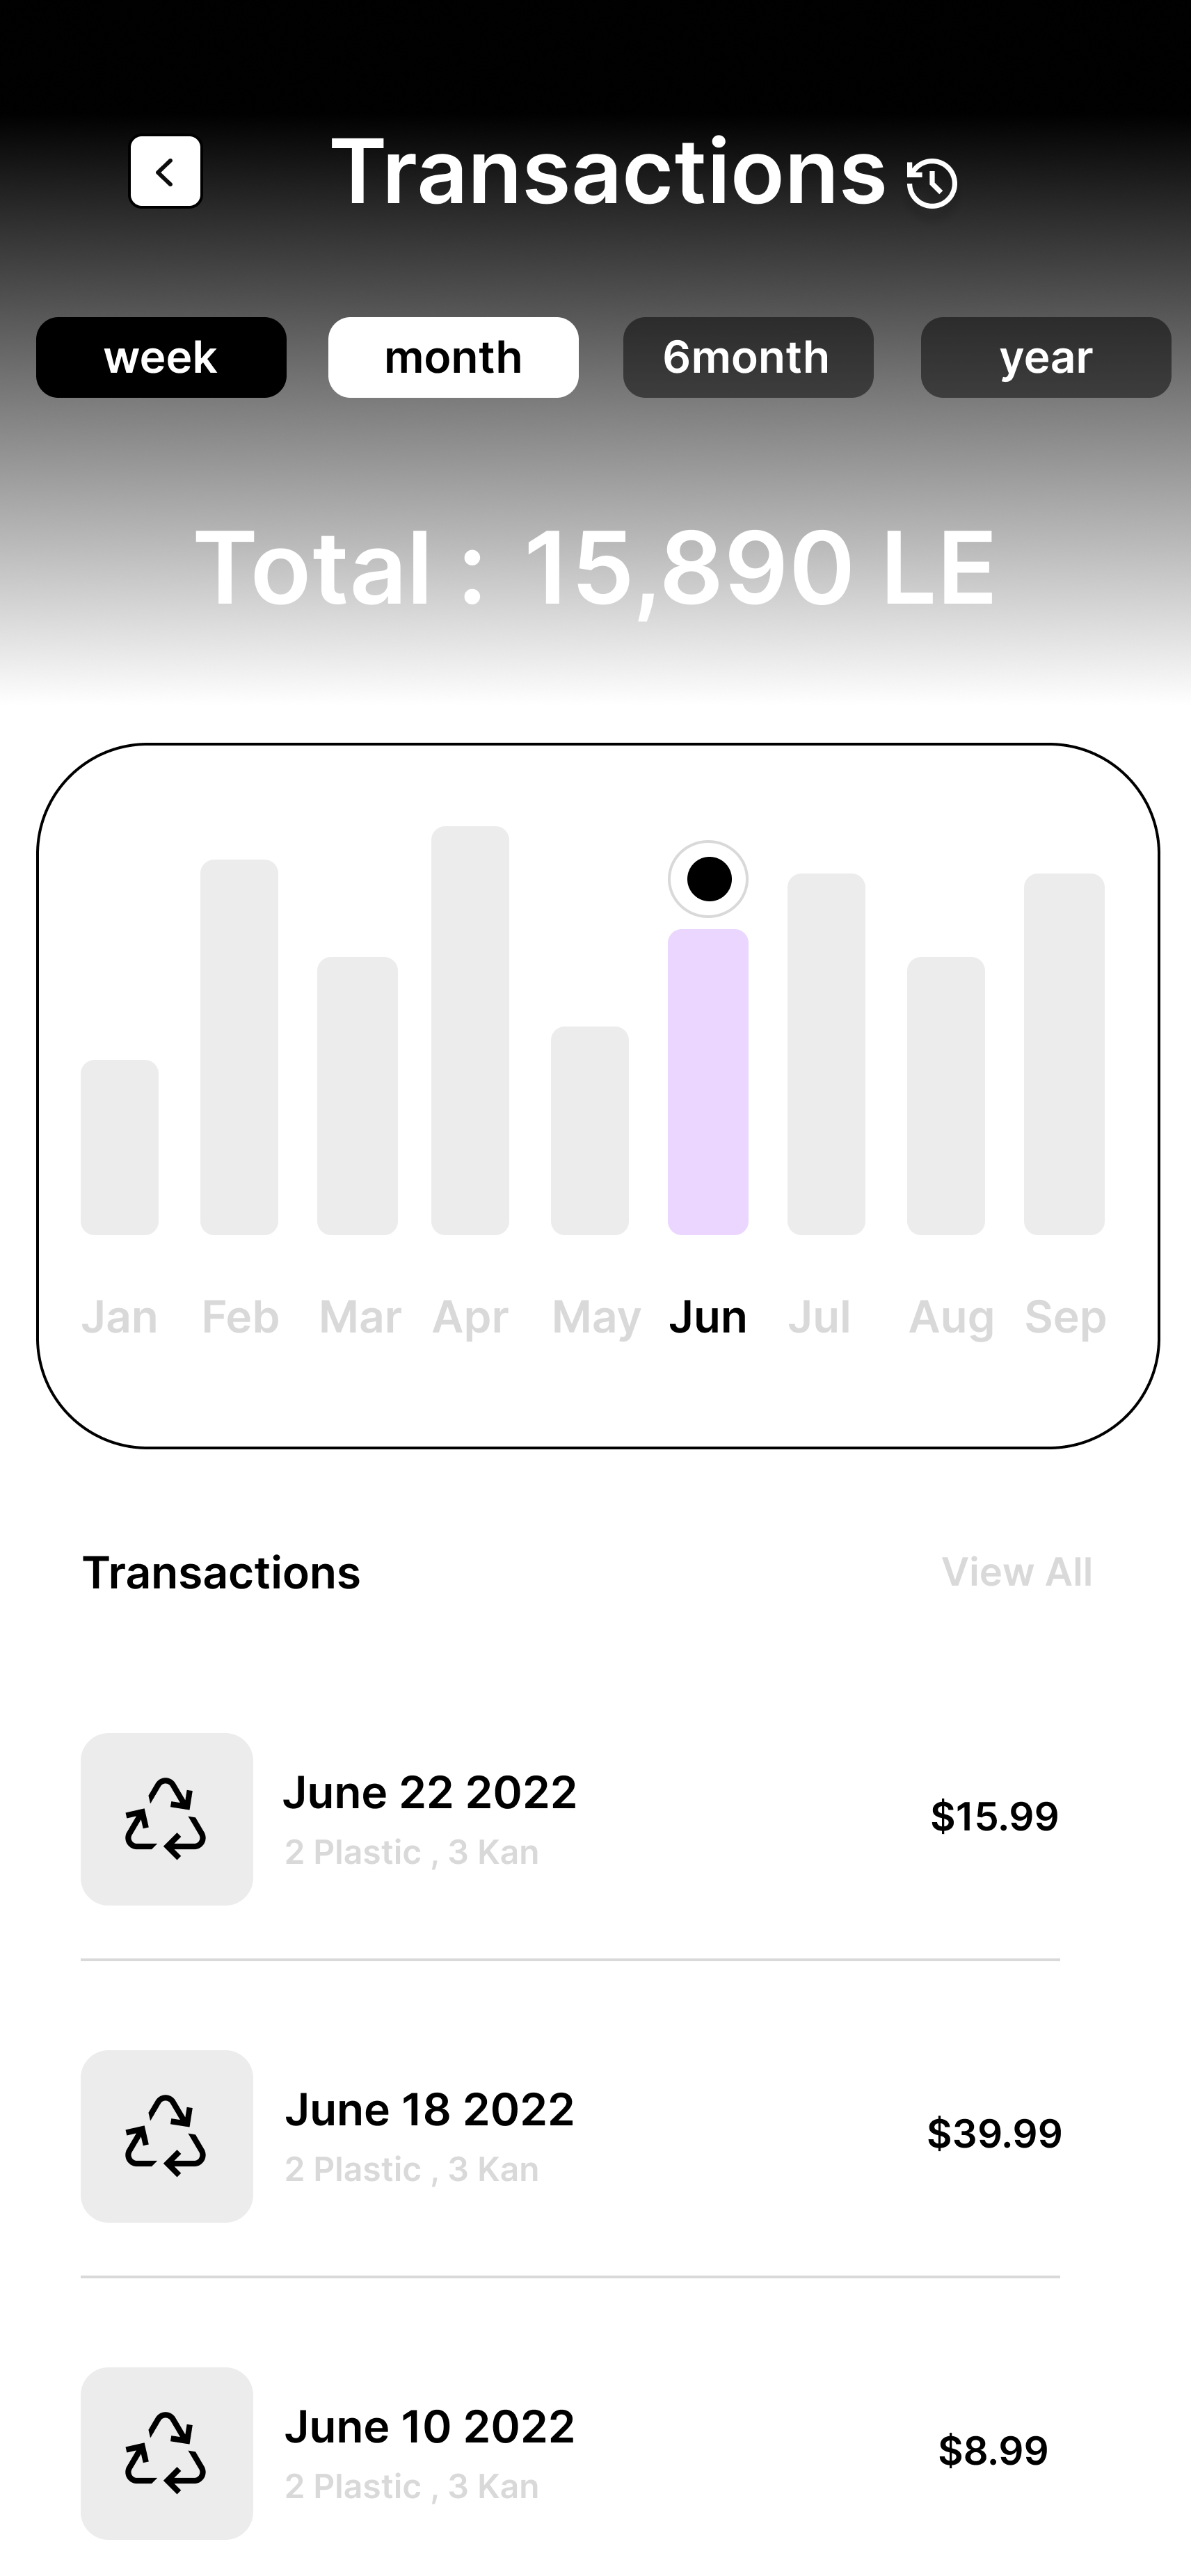 Transactions
week month 6month year
Total : 15,890 LE
Jan Feb Mar Apr May Jun Jul Aug Sep
Transactions View All
June 22 2022
2 Plastic , 3 Kan
$15.99
June 18 2022
2 Plastic , 3 Kan
$39.99
June 10 2022
2 Plastic , 3 Kan
$8.99